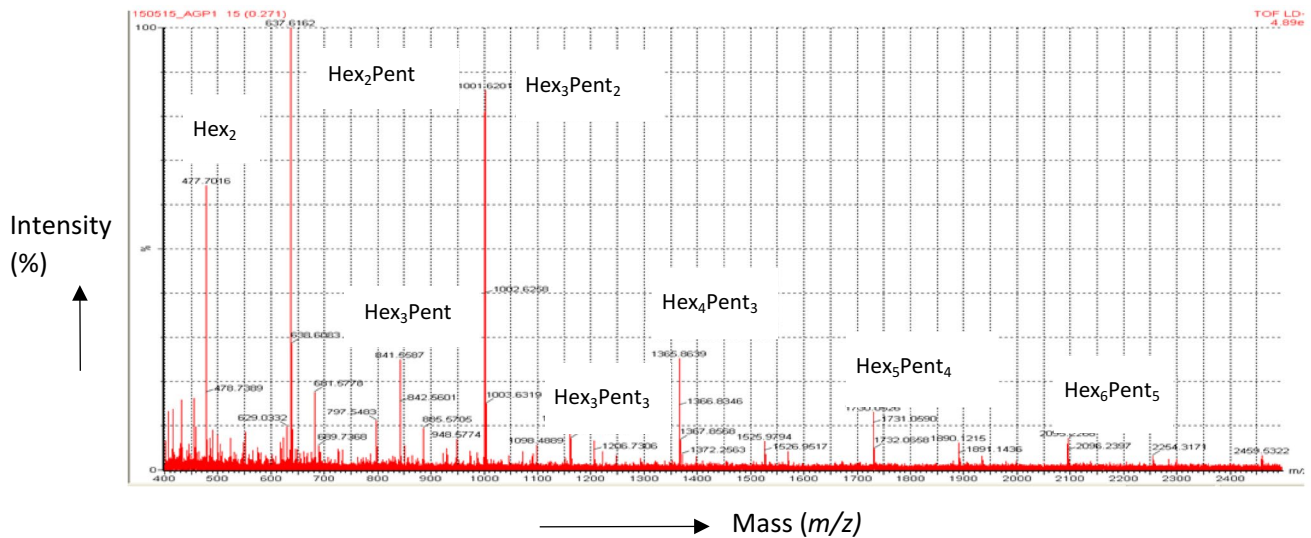 150515_AGP1 15 (0.271)
TOF LD-
4.89e
100
637.6162
Hex₂Pent
Hex₃Pent₂
1001.6201
Hex₂
477.7016
Intensity
(%)
%
1002.6258
Hex₄Pent₃
Hex₃Pent
638.6083
841.5587
1365.8639
Hex₅Pent₄
478.7389
681.5778
842.5601
1003.6319
Hex₃Pent₃
1366.8346
Hex₆Pent₅
629.0332
797.5483
885.5705
1731.0590
689.7368
948.5774
1098.4889
1206.7306
1367.8568
1372.2563
1525.9794
1526.9517
1732.0658
1890.1215
1891.1436
2096.2397
2254.3171
2459.5322
0
400 500 600 700 800 900 1000 1100 1200 1300 1400 1500 1600 1700 1800 1900 2000 2100 2200 2300 2400
m/z
Mass (m/z)